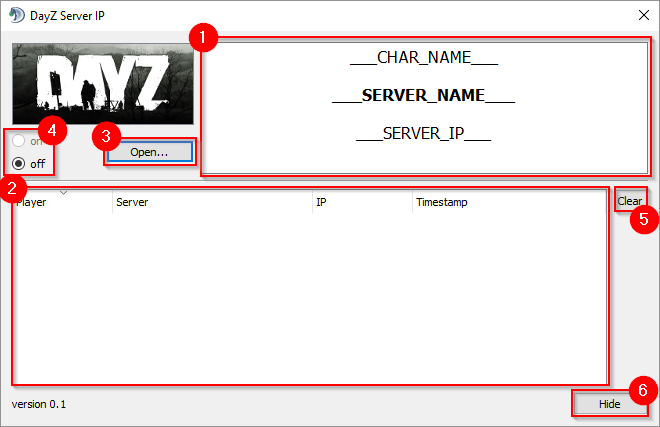 DayZ Server IP
DAYZ
1
___CHAR_NAME___
___SERVER_NAME___
___SERVER_IP___
4
on
off
3
Open...
2
Player Server IP Timestamp
Clear
5
version 0.1
6
Hide